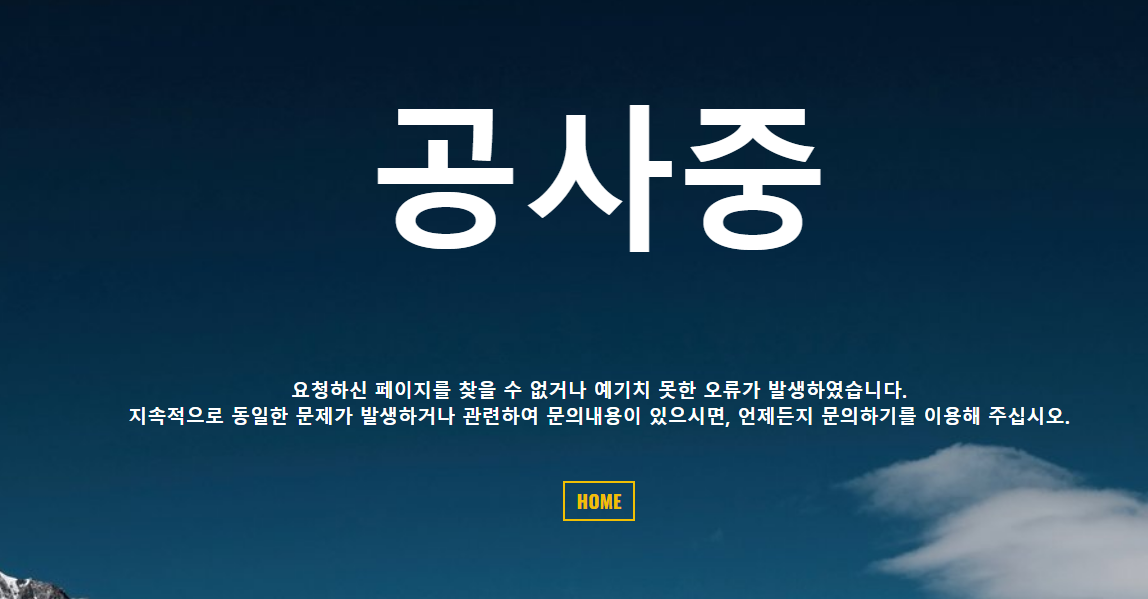 공사중
요청하신 페이지를 찾을 수 없거나 예기치 못한 오류가 발생하였습니다.
지속적으로 동일한 문제가 발생하거나 관련하여 문의내용이 있으시면, 언제든지 문의하기를 이용해 주십시오.
HOME